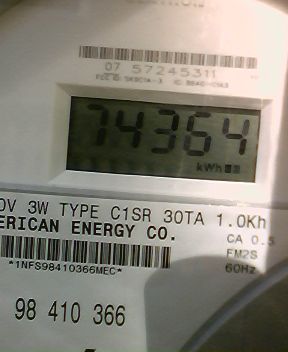 07 57245311
74364
kWh
0V 3W TYPE C1SR 30TA 1.0Kh
ERICAN ENERGY CO.
CA 0.5
FM2S
*1NFS98410366MEC*
60Hz
98 410 366